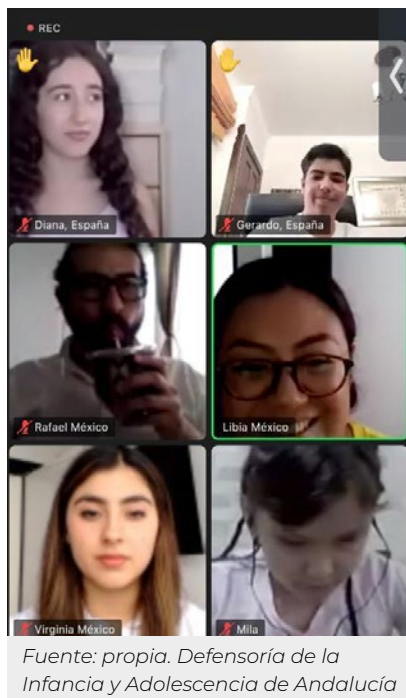 REC
Diana, España
Gerardo, España
Rafael México
Libia México
Virginia México
Mila
Fuente: propia. Defensoría de la
Infancia y Adolescencia de Andalucía